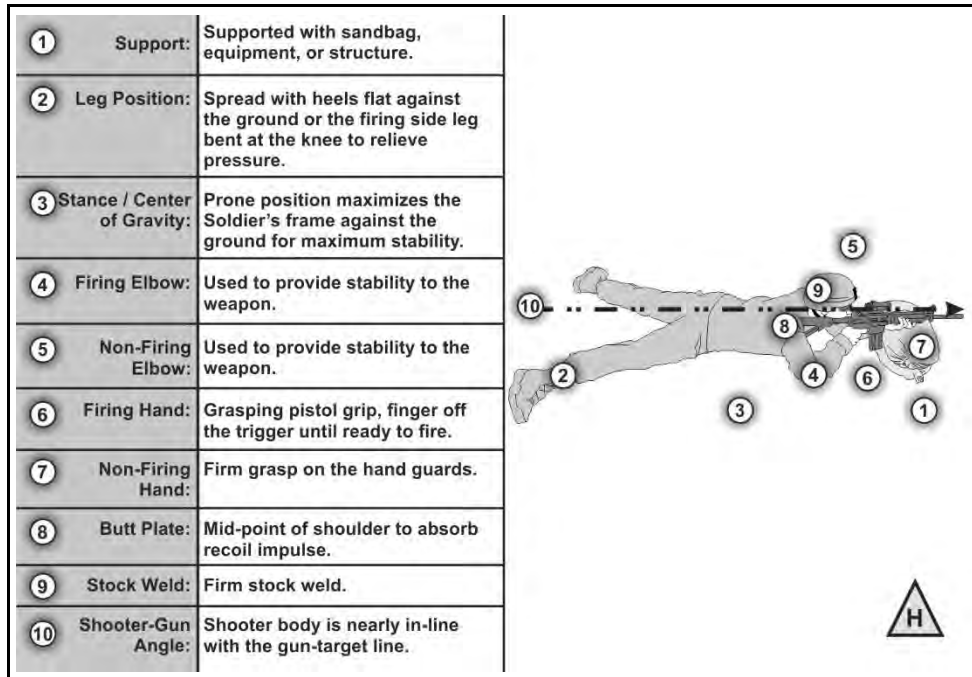 1 Support: Supported with sandbag,
equipment, or structure.
2 Leg Position: Spread with heels flat against
the ground or the firing side leg
bent at the knee to relieve
pressure.
3 Stance / Center
of Gravity:
Prone position maximizes the
Soldier's frame against the
ground for maximum stability.
4 Firing Elbow: Used to provide stability to the
weapon.
5 Non-Firing
Elbow:
Used to provide stability to the
weapon.
6 Firing Hand: Grasping pistol grip, finger off
the trigger until ready to fire.
7 Non-Firing
Hand:
Firm grasp on the hand guards.
8 Butt Plate: Mid-point of shoulder to absorb
recoil impulse.
9 Stock Weld: Firm stock weld.
10 Shooter-Gun
Angle:
Shooter body is nearly in-line
with the gun-target line.
5
9
10
8
7
2
4
6
3
1
H